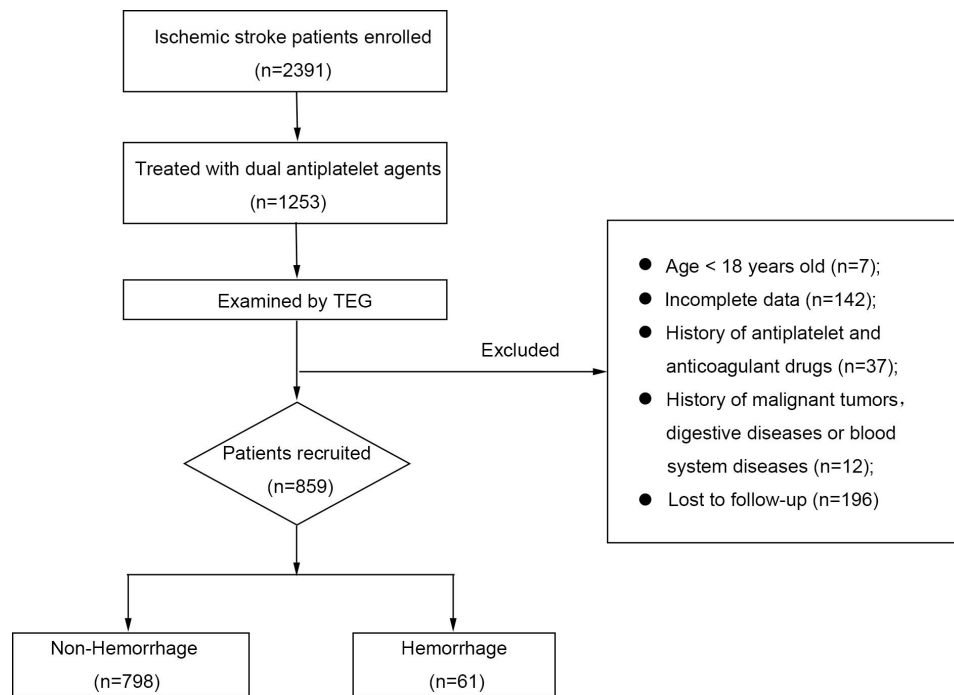 Ischemic stroke patients enrolled
(n=2391)
Treated with dual antiplatelet agents
(n=1253)
Examined by TEG
Excluded
● Age < 18 years old (n=7);
● Incomplete data (n=142);
● History of antiplatelet and
anticoagulant drugs (n=37);
● History of malignant tumors，
digestive diseases or blood
system diseases (n=12);
● Lost to follow-up (n=196)
Patients recruited
(n=859)
Non-Hemorrhage
(n=798)
Hemorrhage
(n=61)